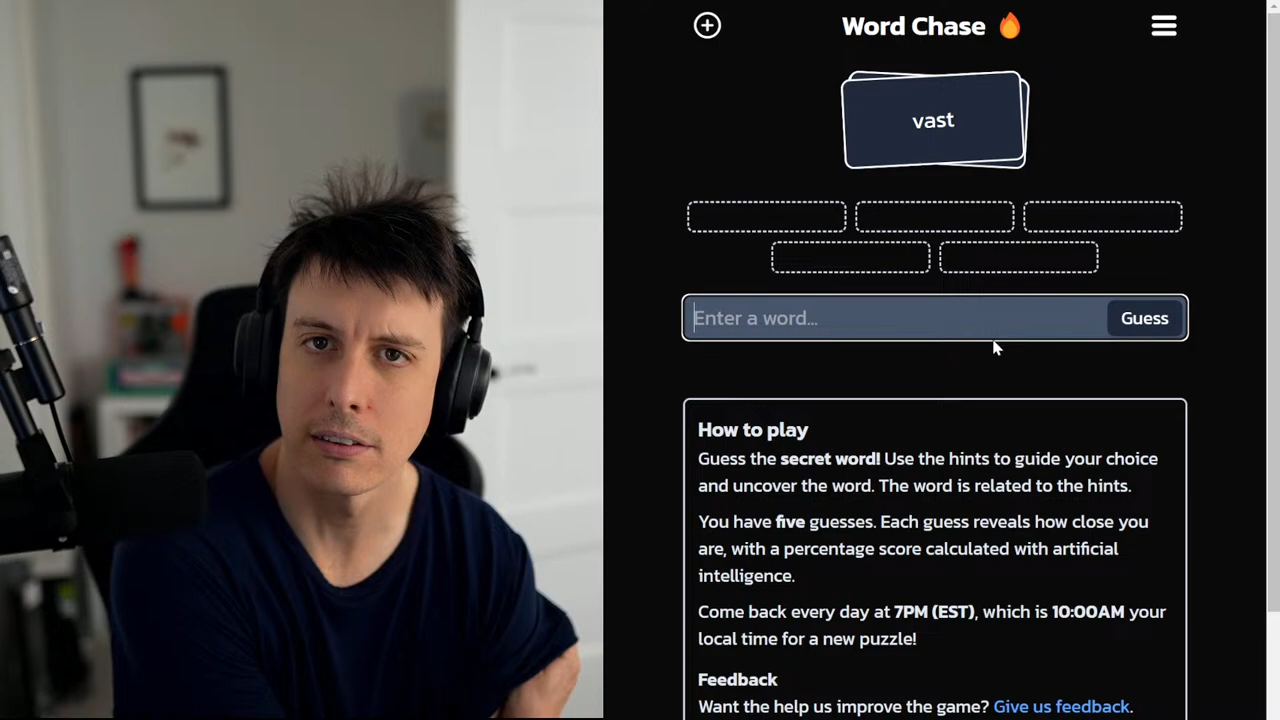 Word Chase 🔥
vast
Enter a word...
Guess
How to play
Guess the secret word! Use the hints to guide your choice
and uncover the word. The word is related to the hints.
You have five guesses. Each guess reveals how close you
are, with a percentage score calculated with artificial
intelligence.
Come back every day at 7PM (EST), which is 10:00AM your
local time for a new puzzle!
Feedback
Want the help us improve the game? Give us feedback.